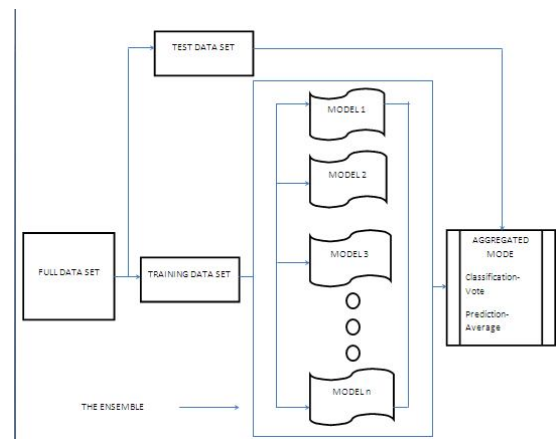 TEST DATA SET
MODEL 1
MODEL 2
FULL DATA SET
TRAINING DATA SET
MODEL 3
AGGREGATED
MODE
Classification-
Vote
Prediction-
Average
MODEL n
THE ENSEMBLE